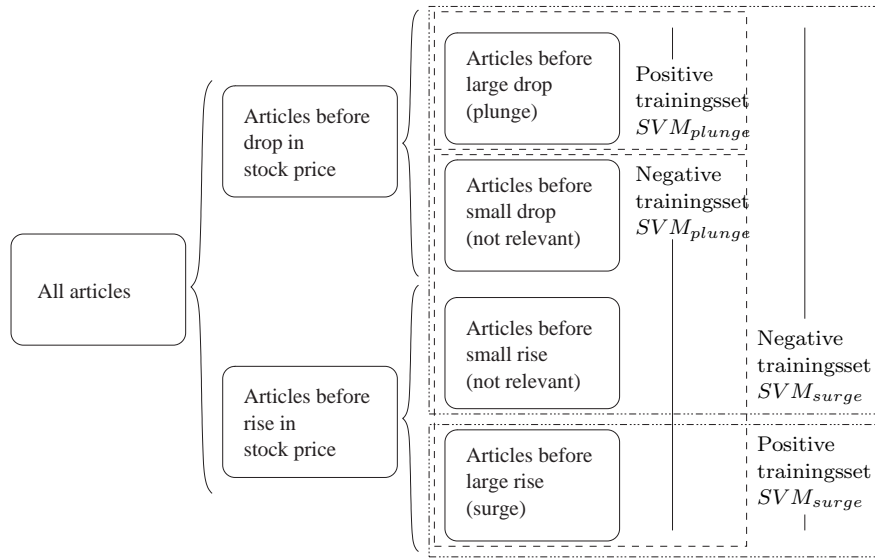 All articles
Articles before
drop in
stock price
Articles before
rise in
stock price
Articles before
large drop
(plunge)
Articles before
small drop
(not relevant)
Articles before
small rise
(not relevant)
Articles before
large rise
(surge)
Positive
trainingsset
SVM_plunge
Negative
trainingsset
SVM_plunge
Negative
trainingsset
SVM_surge
Positive
trainingsset
SVM_surge